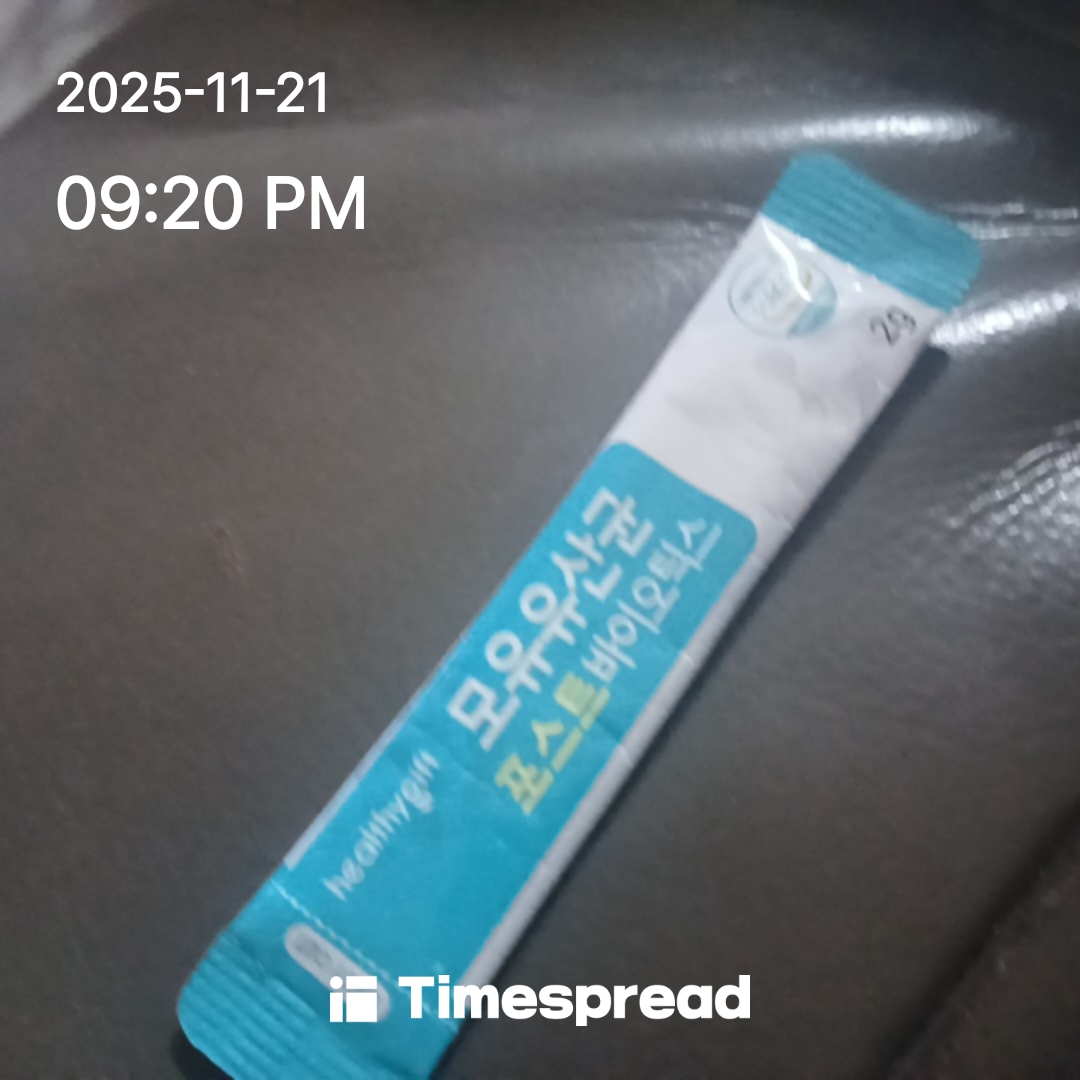 2025-11-21
09:20 PM
2g
모유유산균
포스트바이오틱스
healthygift
Timespread